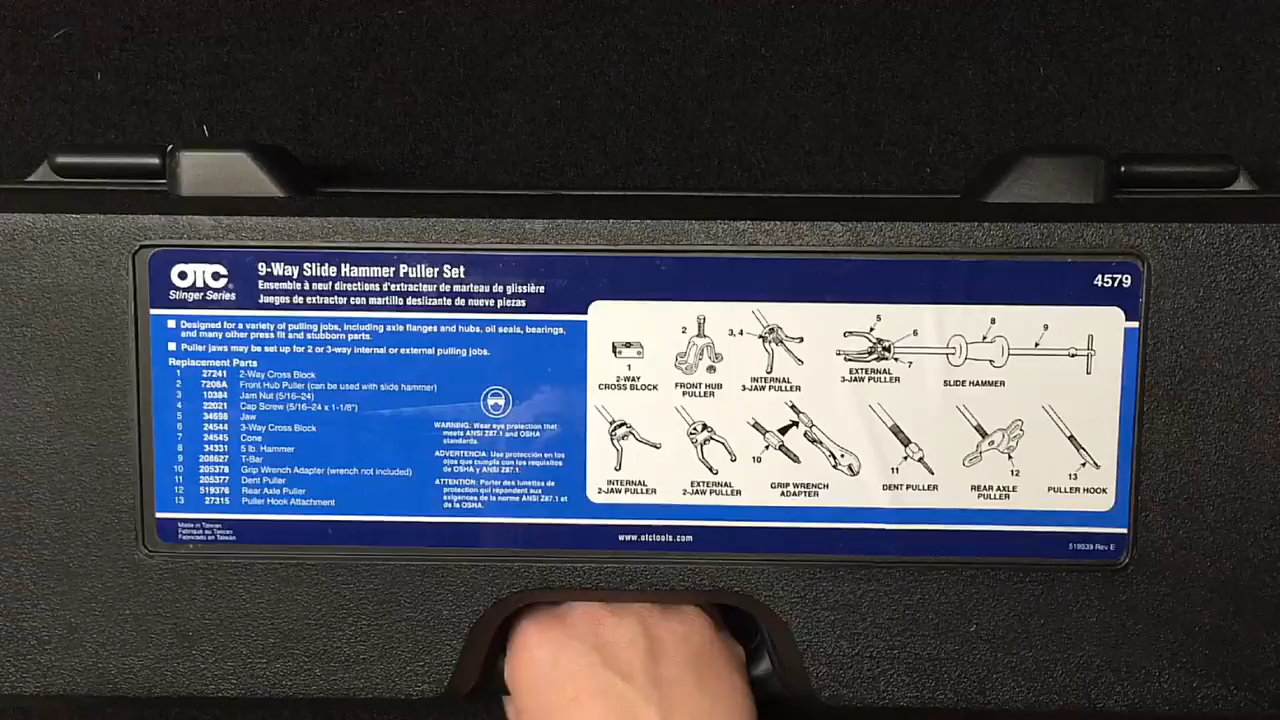 OTC
Stinger Series
9-Way Slide Hammer Puller Set
Ensemble à neuf directions d'extracteur de marteau de glissière
Juegos de extractor con martillo deslizante de nueve piezas
4579
Designed for a variety of pulling jobs, including axle flanges and hubs, oil seals, bearings,
and many other press fit and stubborn parts.
Puller jaws may be set up for 2 or 3-way internal or external pulling jobs.
Replacement Parts
1 27241 2-Way Cross Block
2 7208A Front Hub Puller (can be used with slide hammer)
3 10384 Jam Nut (5/16–24)
4 22021 Cap Screw (5/16–24 x 1-1/8")
5 34698 Jaw
6 24544 3-Way Cross Block
7 24545 Cone
8 34331 5 lb. Hammer
9 208627 T-Bar
10 205378 Grip Wrench Adapter (wrench not included)
11 205377 Dent Puller
12 519376 Rear Axle Puller
13 27315 Puller Hook Attachment
WARNING: Wear eye protection that
meets ANSI Z87.1 and OSHA
standards.
ADVERTENCIA: Use protección en los
ojos que cumpla con los requisitos
de OSHA y ANSI Z87.1.
ATTENTION: Porter des lunettes de
protection qui répondent aux
exigences de la norme ANSI Z87.1 et
de la OSHA.
1
2-WAY
CROSS BLOCK
2
FRONT HUB
PULLER
3, 4
INTERNAL
3-JAW PULLER
5
6
7
EXTERNAL
3-JAW PULLER
8
9
SLIDE HAMMER
INTERNAL
2-JAW PULLER
EXTERNAL
2-JAW PULLER
10
GRIP WRENCH
ADAPTER
11
DENT PULLER
12
REAR AXLE
PULLER
13
PULLER HOOK
Made in Taiwan
Fabriqué au Taiwan
Fabricado en Taiwán
www.otctools.com
519939 Rev E